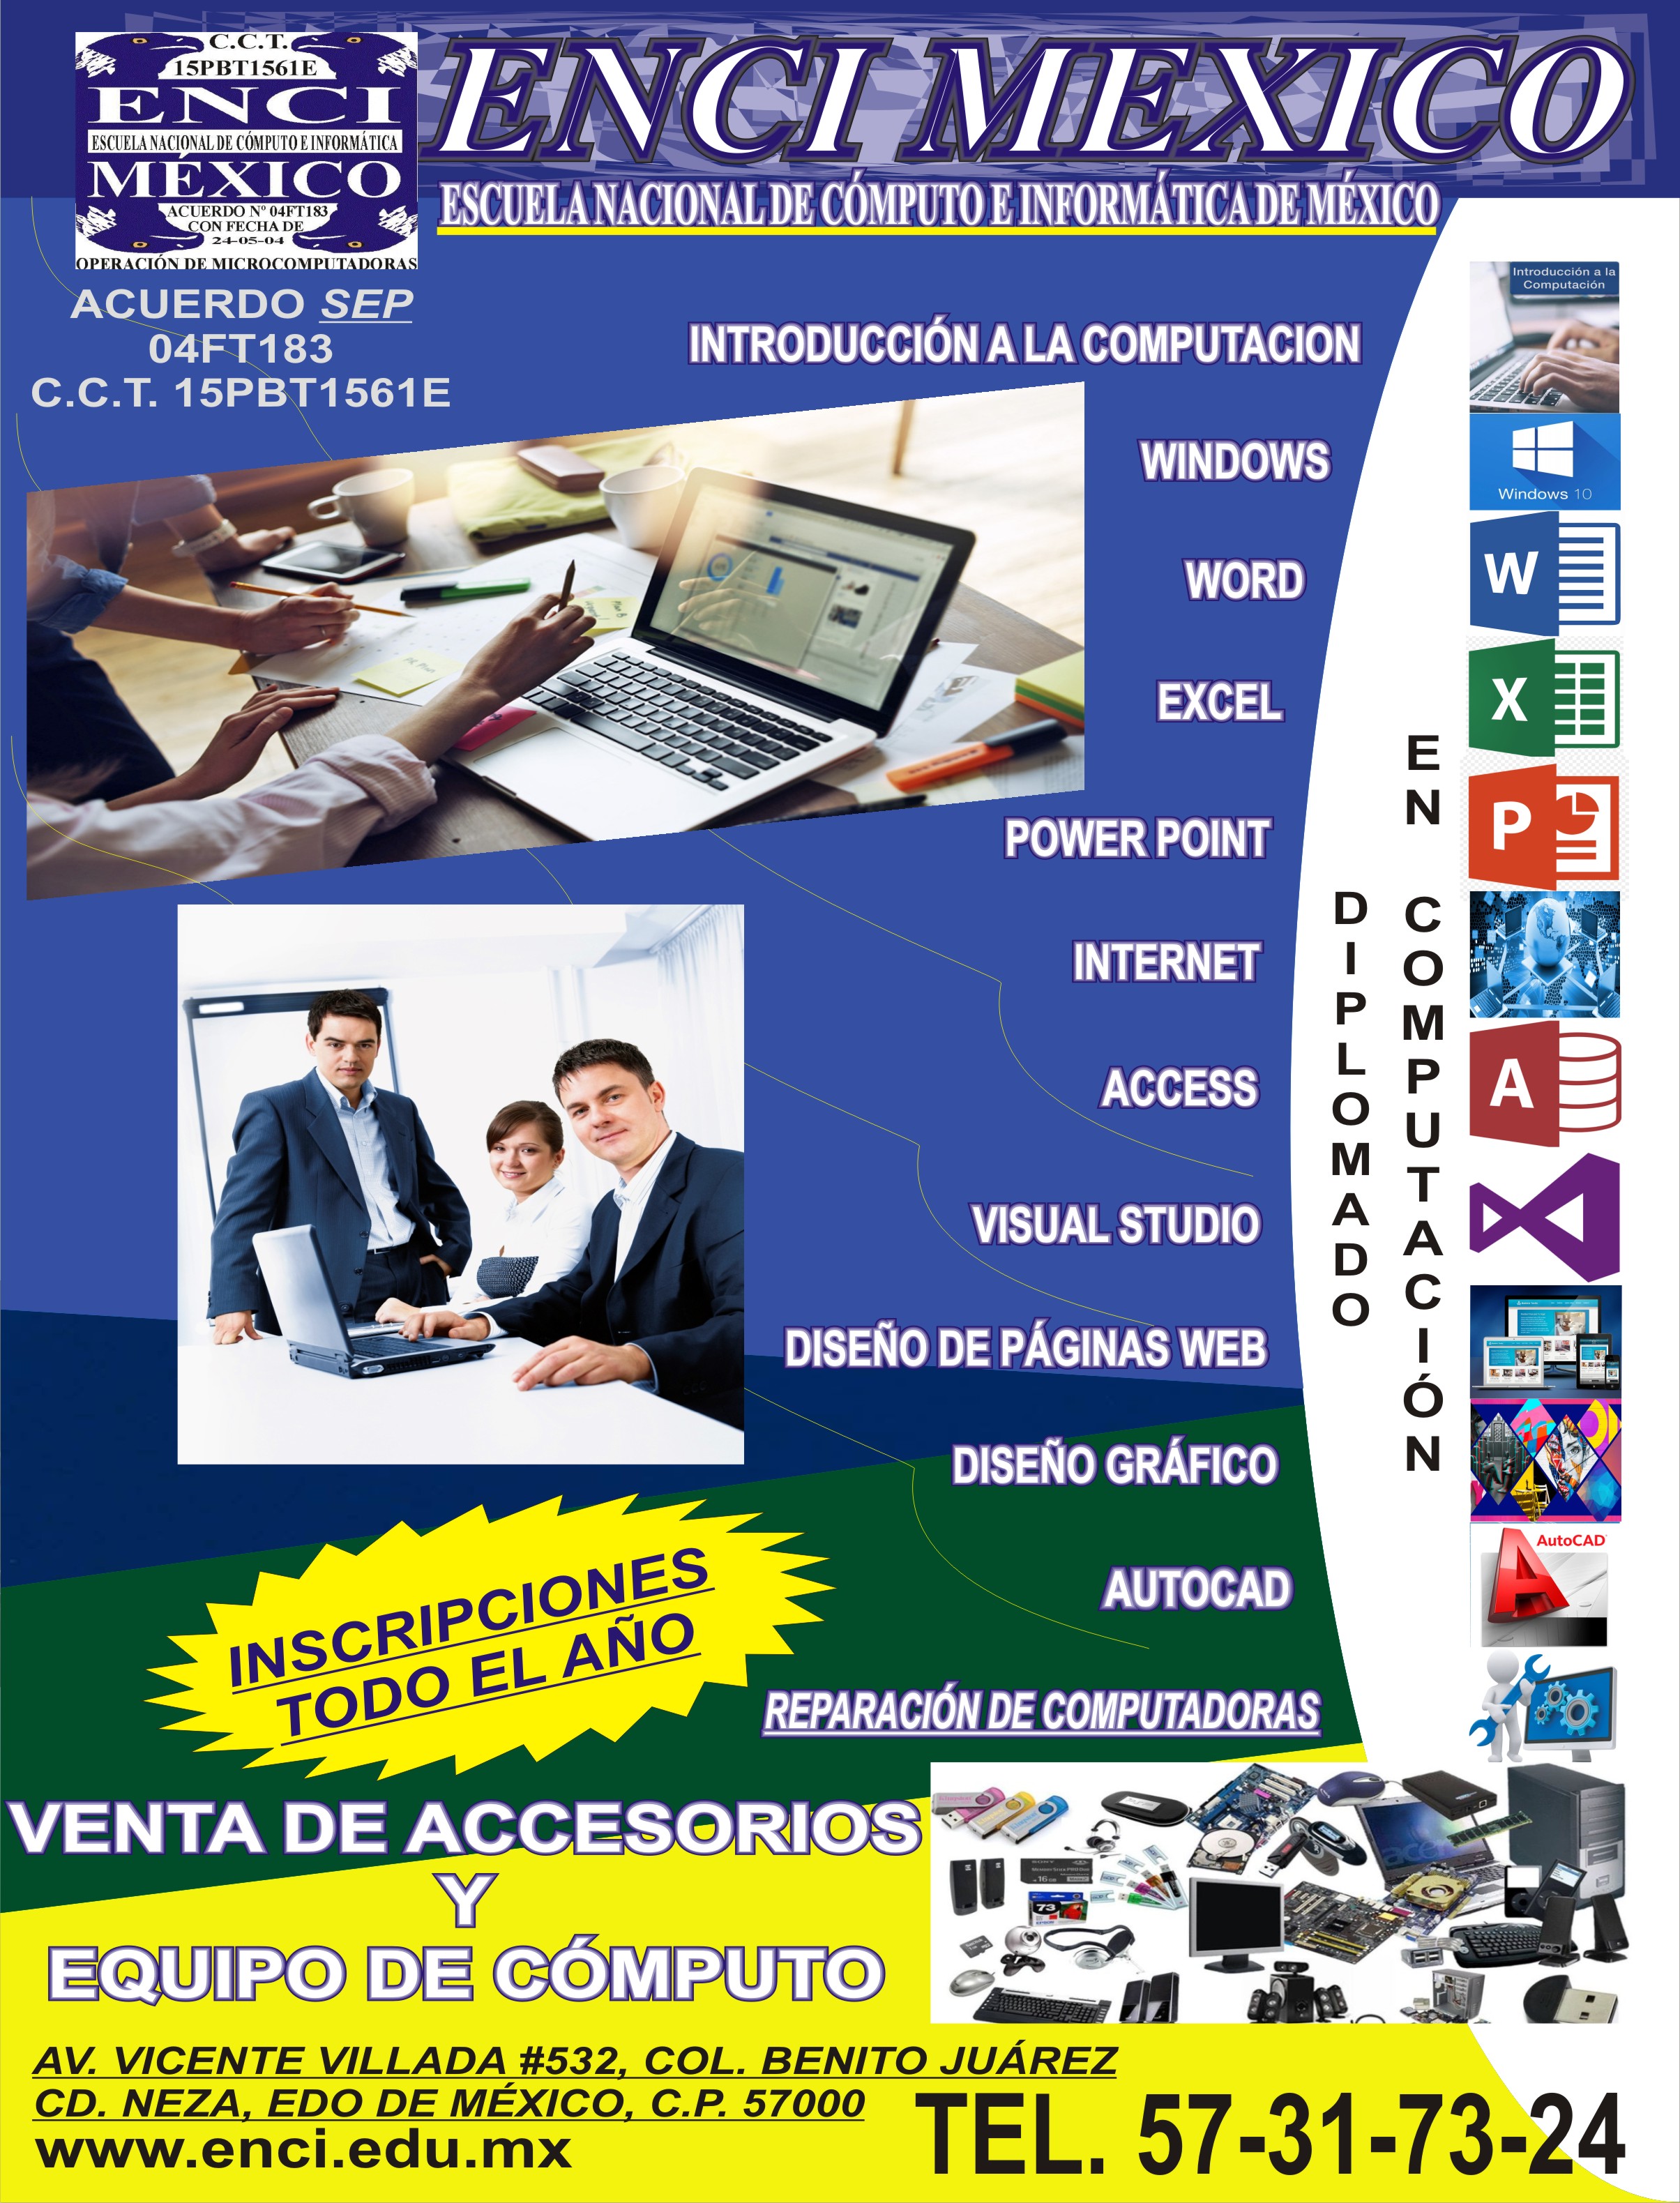 C.C.T.
15PBT1561E
ENCI
ESCUELA NACIONAL DE CÓMPUTO E INFORMÁTICA
MÉXICO
ACUERDO Nº 04FT183
CON FECHA DE
24-05-04
OPERACIÓN DE MICROCOMPUTADORAS
ENCI MEXICO
ESCUELA NACIONAL DE CÓMPUTO E INFORMÁTICA DE MÉXICO
ACUERDO SEP
04FT183
C.C.T. 15PBT1561E
INTRODUCCIÓN A LA COMPUTACION
WINDOWS
WORD
EXCEL
POWER POINT
INTERNET
ACCESS
VISUAL STUDIO
DISEÑO DE PÁGINAS WEB
DISEÑO GRÁFICO
AUTOCAD
REPARACIÓN DE COMPUTADORAS
DIPLOMADO
EN COMPUTACIÓN
Introducción a la
Computación
Windows 10
W
X
P
A
AutoCAD
INSCRIPCIONES
TODO EL AÑO
VENTA DE ACCESORIOS
Y
EQUIPO DE CÓMPUTO
AV. VICENTE VILLADA #532, COL. BENITO JUÁREZ
CD. NEZA, EDO DE MÉXICO, C.P. 57000
www.enci.edu.mx
TEL. 57-31-73-24